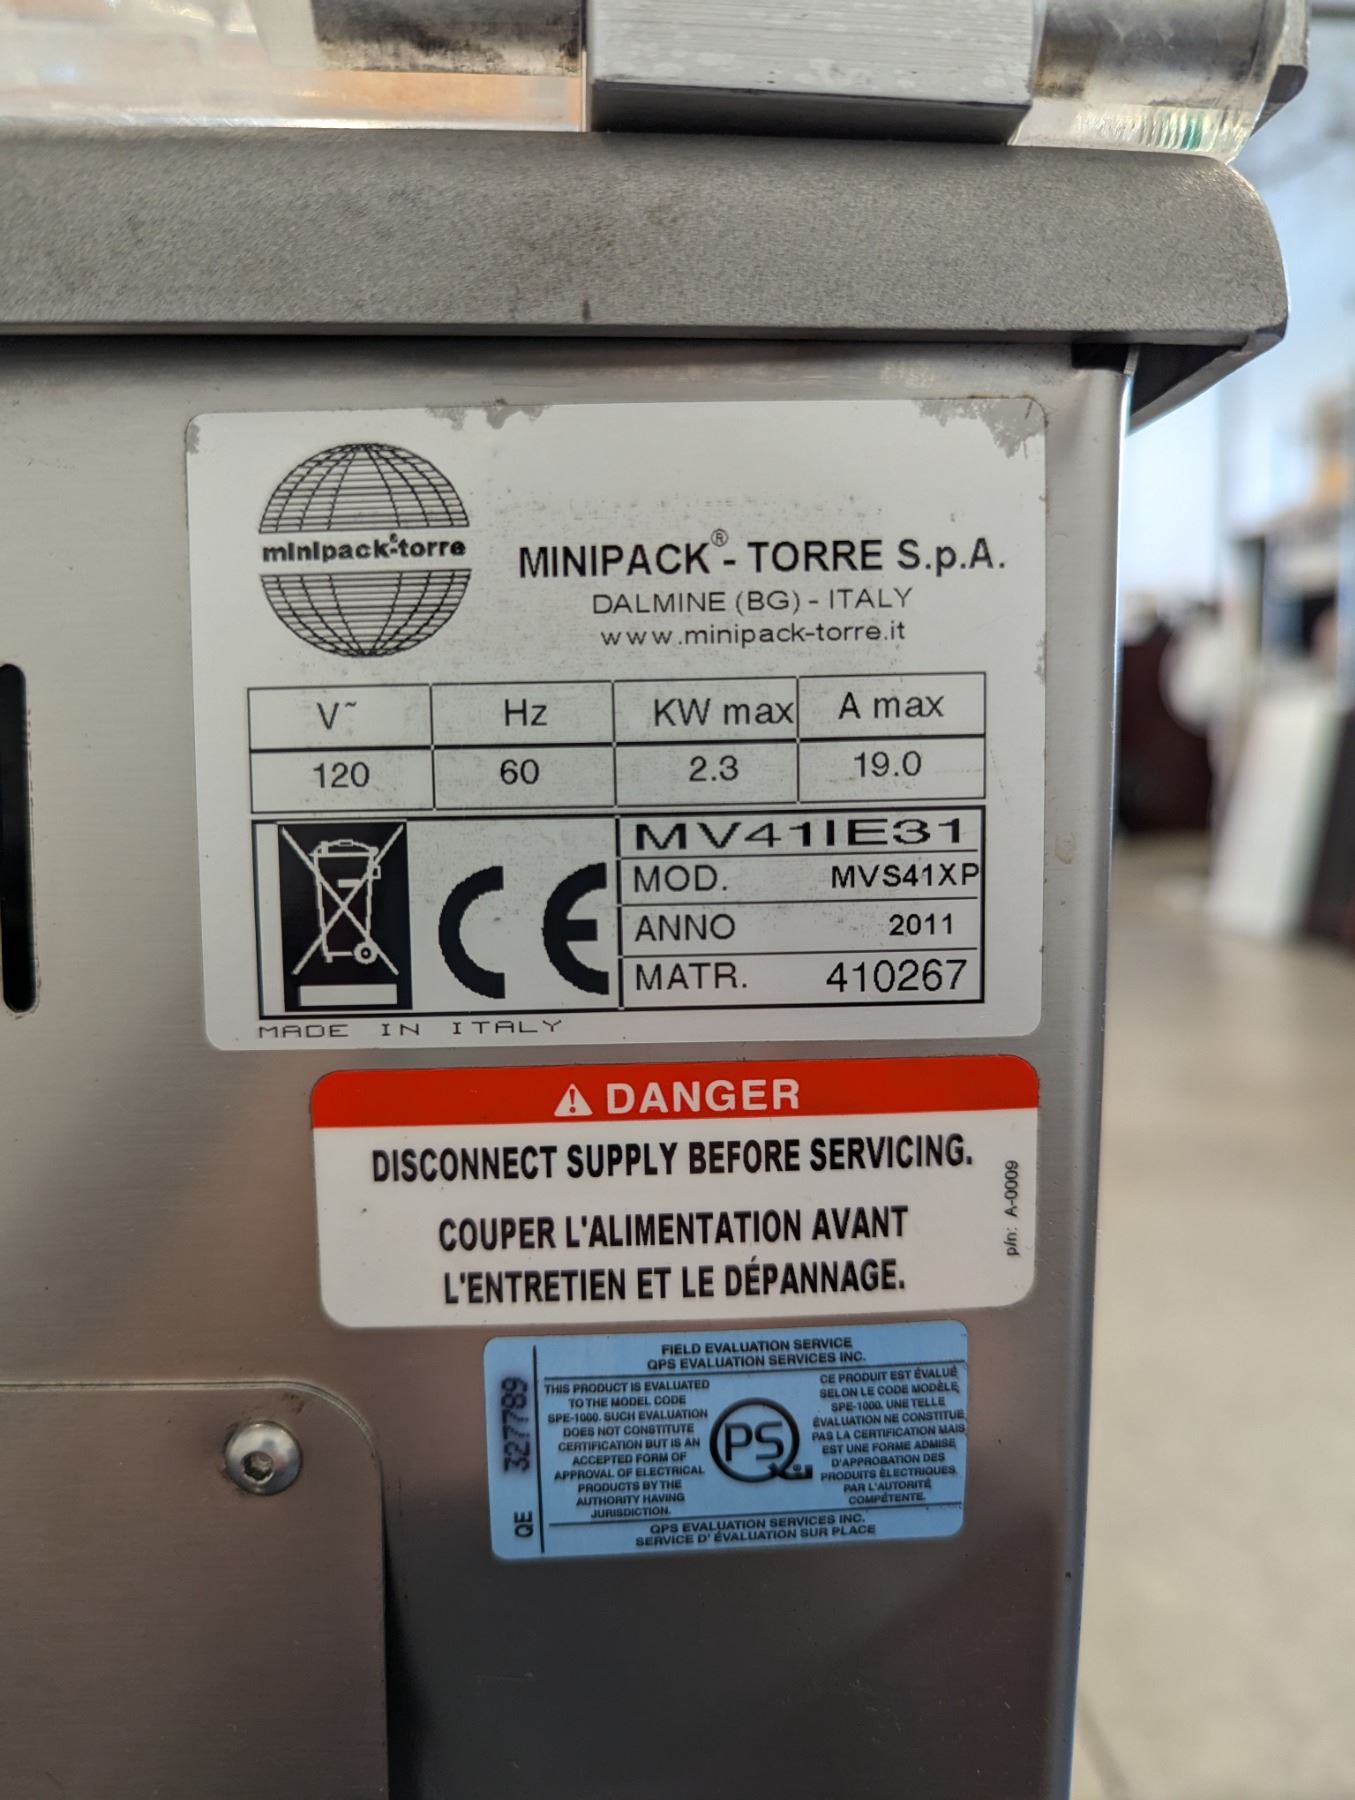 minipack®-torre
MINIPACK® - TORRE S.p.A.
DALMINE (BG) - ITALY
www.minipack-torre.it
V~ Hz KW max A max
120 60 2.3 19.0
MV41IE31
MOD. MVS41XP
ANNO 2011
MATR. 410267
CE
MADE IN ITALY
DANGER
DISCONNECT SUPPLY BEFORE SERVICING.
COUPER L'ALIMENTATION AVANT
L'ENTRETIEN ET LE DÉPANNAGE.
p/n: A-0009
FIELD EVALUATION SERVICE
QPS EVALUATION SERVICES INC.
QE 327789
THIS PRODUCT IS EVALUATED
TO THE MODEL CODE
SPE-1000. SUCH EVALUATION
DOES NOT CONSTITUTE
CERTIFICATION BUT IS AN
ACCEPTED FORM OF
APPROVAL OF ELECTRICAL
PRODUCTS BY THE
AUTHORITY HAVING
JURISDICTION.
PS
CE PRODUIT EST ÉVALUÉ
SELON LE CODE MODÈLE
SPE-1000. UNE TELLE
ÉVALUATION NE CONSTITUE
PAS LA CERTIFICATION MAIS
EST UNE FORME ADMISE
D'APPROBATION DES
PRODUITS ÉLECTRIQUES
PAR L'AUTORITÉ
COMPÉTENTE.
QPS EVALUATION SERVICES INC.
SERVICE D' ÉVALUATION SUR PLACE